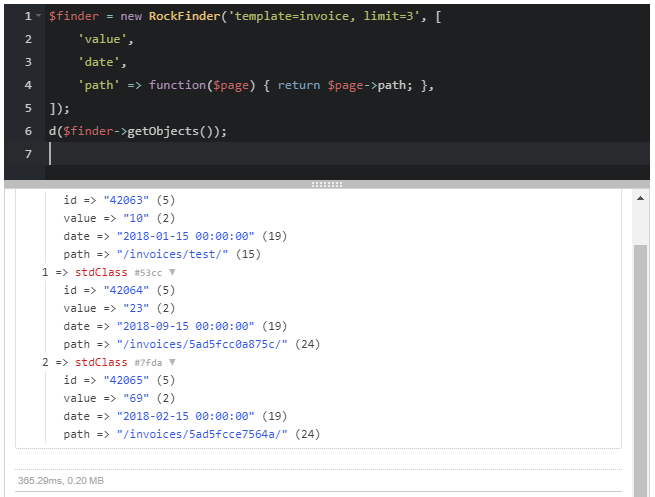 1 $finder = new RockFinder('template=invoice, limit=3', [
2 'value',
3 'date',
4 'path' => function($page) { return $page->path; },
5 ]);
6 d($finder->getObjects());
7
id => "42063" (5)
value => "10" (2)
date => "2018-01-15 00:00:00" (19)
path => "/invoices/test/" (15)
1 => stdClass #53cc ▼
id => "42064" (5)
value => "23" (2)
date => "2018-09-15 00:00:00" (19)
path => "/invoices/5ad5fcc0a875c/" (24)
2 => stdClass #7fda ▼
id => "42065" (5)
value => "69" (2)
date => "2018-02-15 00:00:00" (19)
path => "/invoices/5ad5fcce7564a/" (24)
365.29ms, 0.20 MB